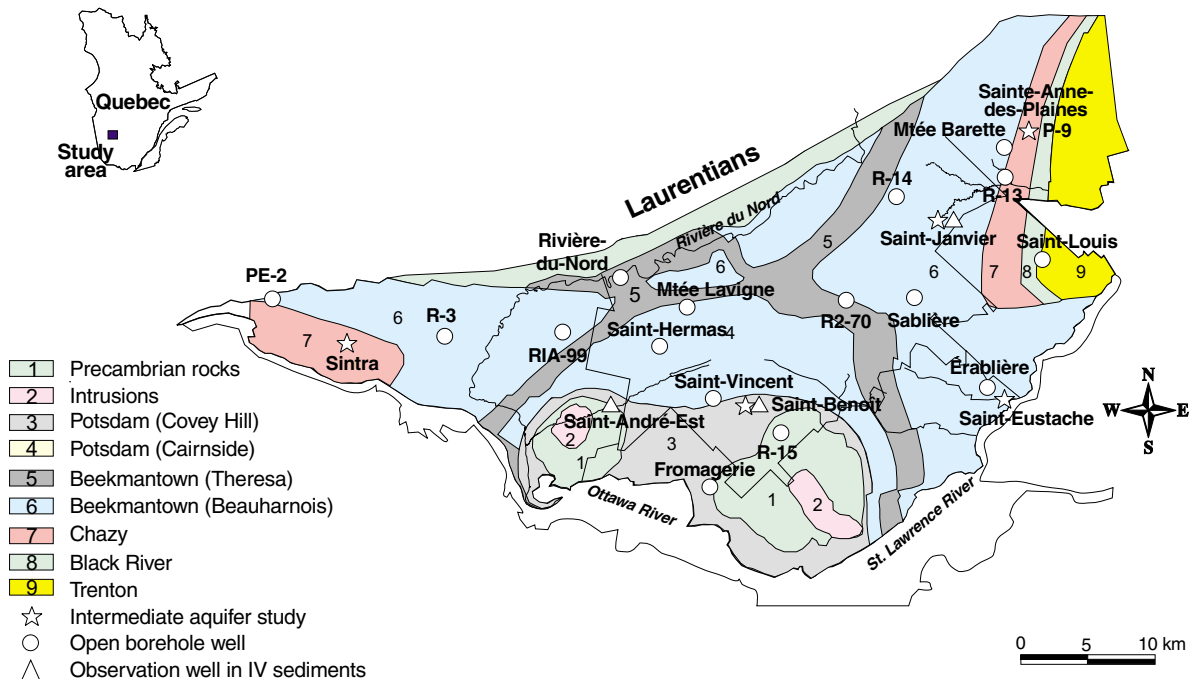 Quebec
Study
area
Laurentians
Rivière du Nord
Sainte-Anne-
des-Plaines
Mtée Barette
P-9
R-14
R-13
Saint-Janvier
Saint-Louis
Rivière-
du-Nord
PE-2
5
6
7
8
9
6
5
Mtée Lavigne
6
R-3
R2-70
Sablière
Saint-Hermas
4
7
Sintra
RIA-99
Érablière
Saint-Vincent
Saint-Benoît
Saint-Eustache
Saint-André-Est
2
3
R-15
1
Fromagerie
1
2
Ottawa River
St. Lawrence River
N
W
E
S
1 Precambrian rocks
2 Intrusions
3 Potsdam (Covey Hill)
4 Potsdam (Cairnside)
5 Beekmantown (Theresa)
6 Beekmantown (Beauharnois)
7 Chazy
8 Black River
9 Trenton
Intermediate aquifer study
Open borehole well
Observation well in IV sediments
0 5 10 km